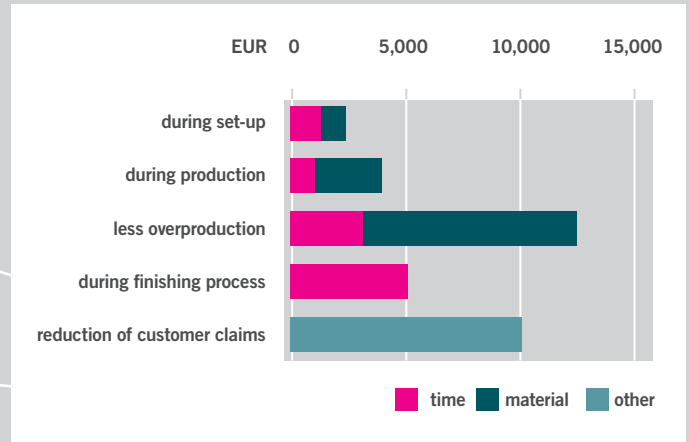 EUR 0 5,000 10,000 15,000
during set-up
during production
less overproduction
during finishing process
reduction of customer claims
time material other